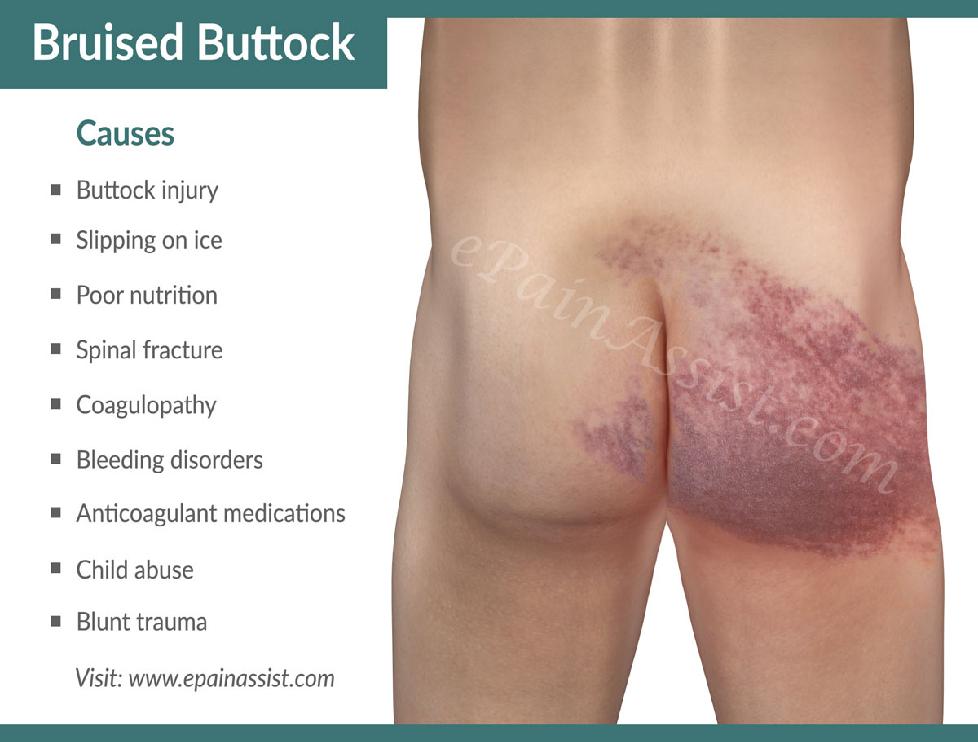 Bruised Buttock
Causes
Buttock injury
Slipping on ice
Poor nutrition
Spinal fracture
Coagulopathy
Bleeding disorders
Anticoagulant medications
Child abuse
Blunt trauma
Visit: www.epainassist.com
ePainAssist.com